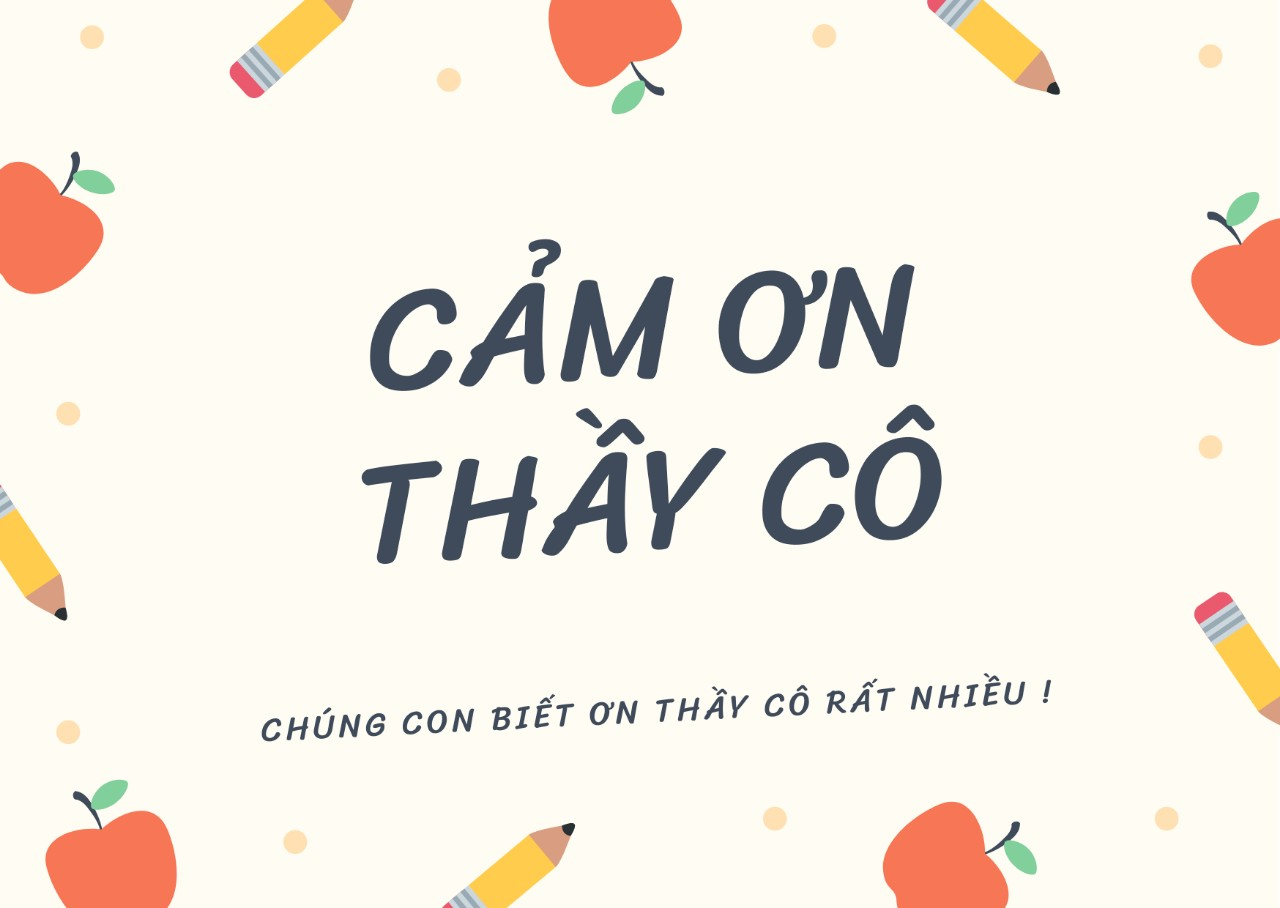 CẢM ƠN
THẦY CÔ
CHÚNG CON BIẾT ƠN THẦY CÔ RẤT NHIỀU !